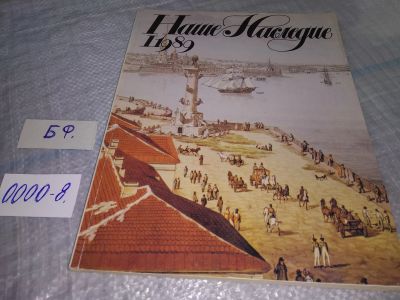 Наше Наследие
I 1989
БФ.
0000-8.